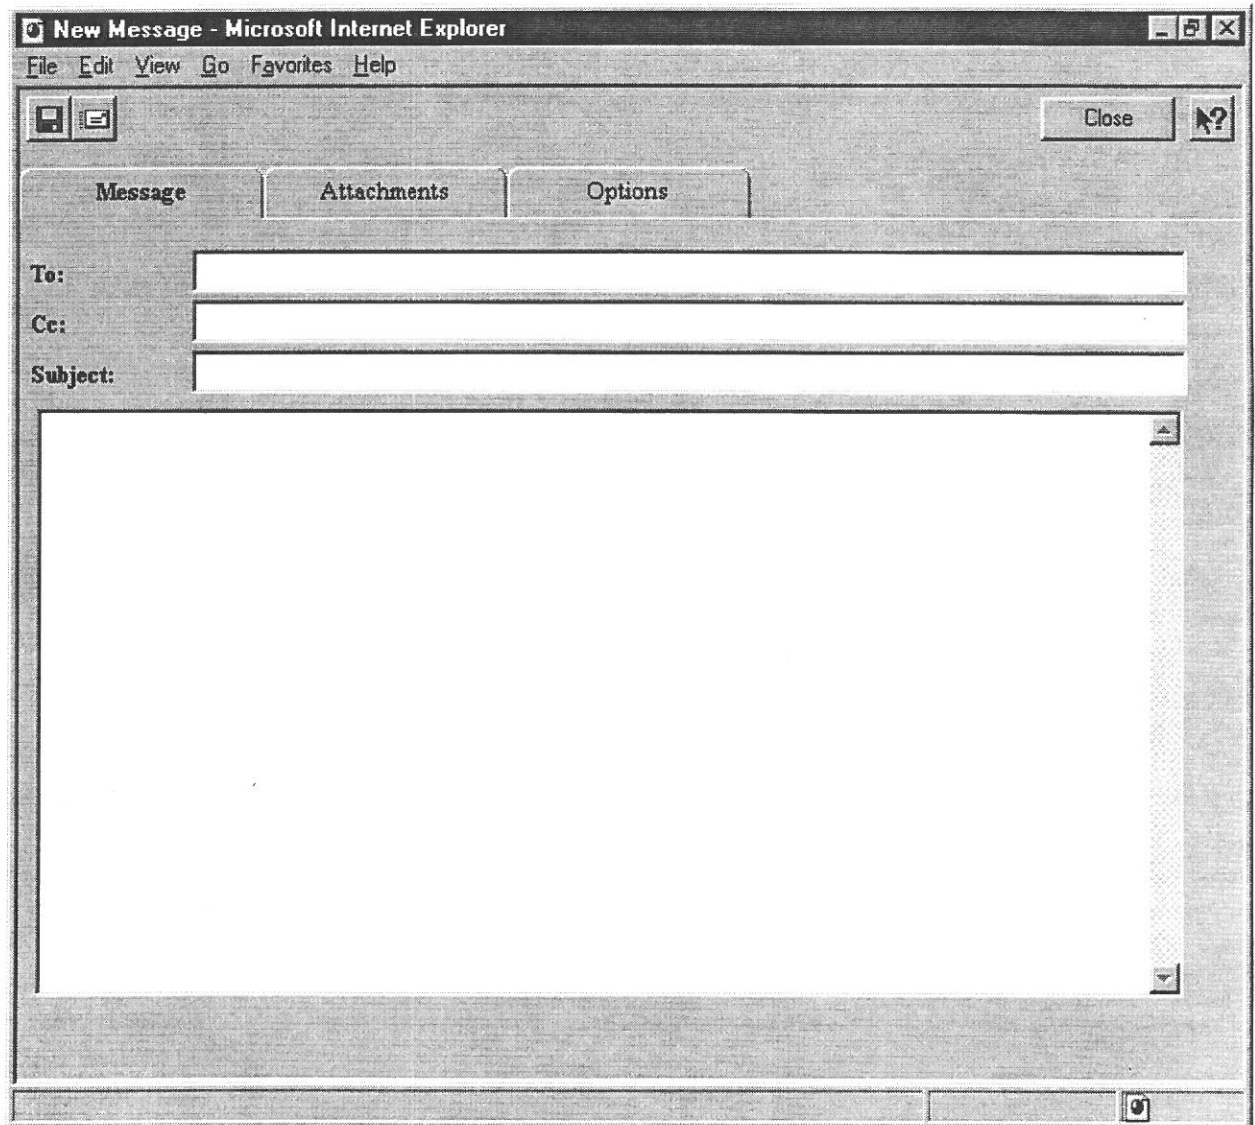 New Message - Microsoft Internet Explorer
File Edit View Go Favorites Help
Close ?
Message Attachments Options
To:
Cc:
Subject: